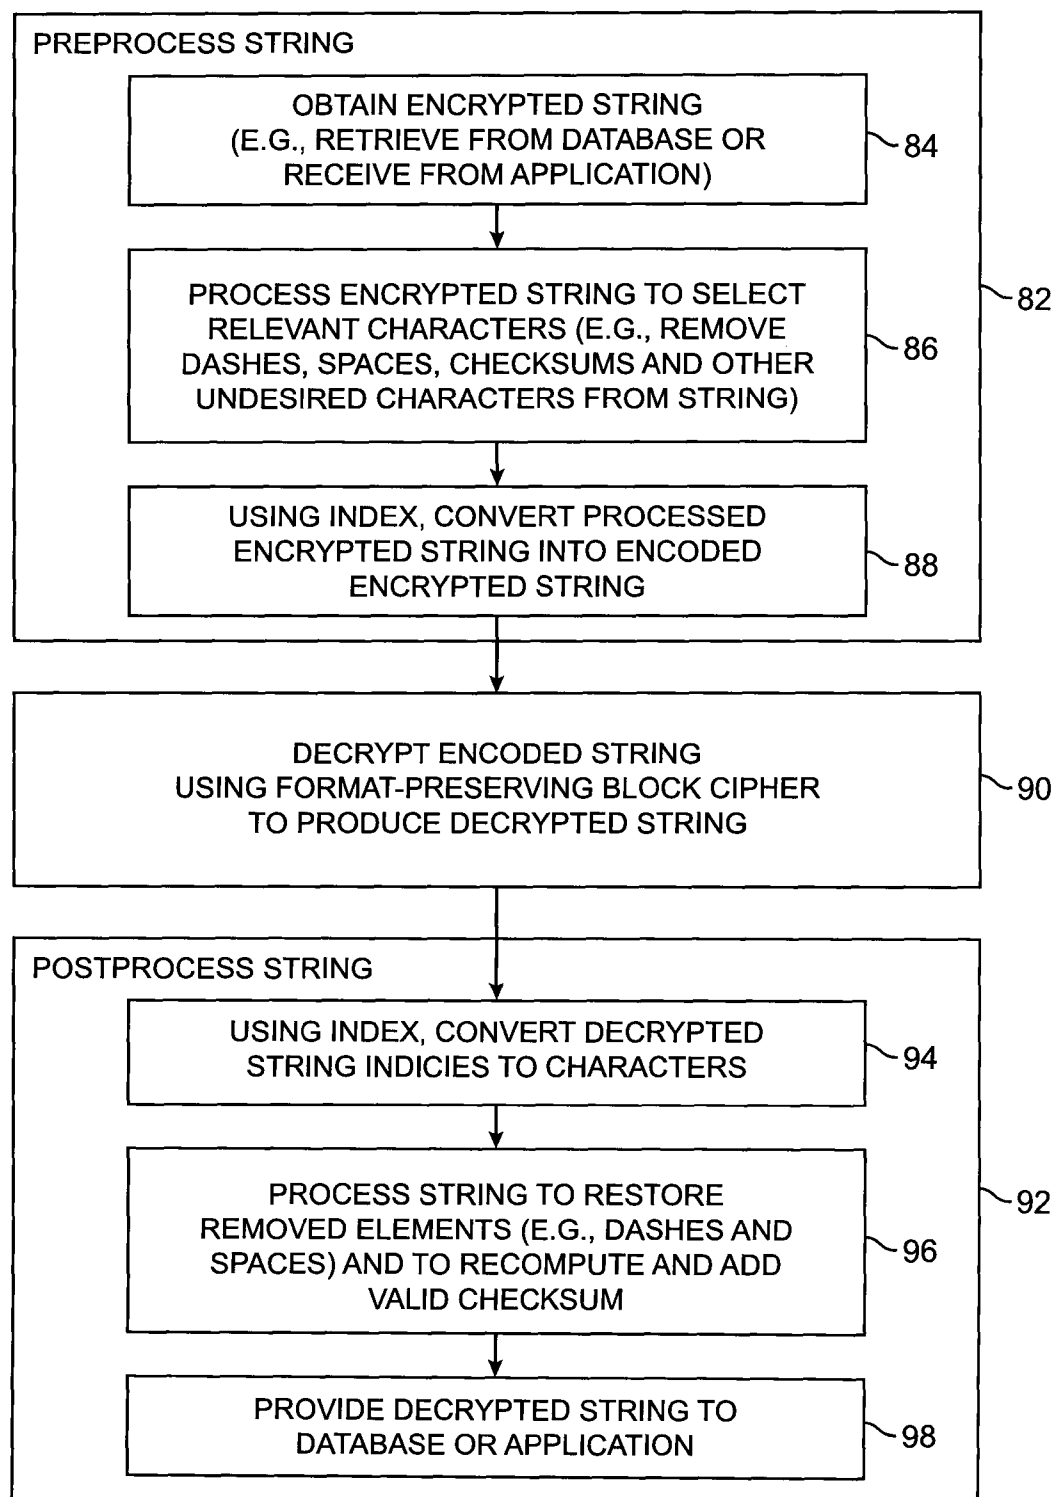 PREPROCESS STRING
OBTAIN ENCRYPTED STRING
(E.G., RETRIEVE FROM DATABASE OR
RECEIVE FROM APPLICATION)
84
PROCESS ENCRYPTED STRING TO SELECT
RELEVANT CHARACTERS (E.G., REMOVE
DASHES, SPACES, CHECKSUMS AND OTHER
UNDESIRED CHARACTERS FROM STRING)
86
82
USING INDEX, CONVERT PROCESSED
ENCRYPTED STRING INTO ENCODED
ENCRYPTED STRING
88
DECRYPT ENCODED STRING
USING FORMAT-PRESERVING BLOCK CIPHER
TO PRODUCE DECRYPTED STRING
90
POSTPROCESS STRING
USING INDEX, CONVERT DECRYPTED
STRING INDICIES TO CHARACTERS
94
PROCESS STRING TO RESTORE
REMOVED ELEMENTS (E.G., DASHES AND
SPACES) AND TO RECOMPUTE AND ADD
VALID CHECKSUM
96
92
PROVIDE DECRYPTED STRING TO
DATABASE OR APPLICATION
98